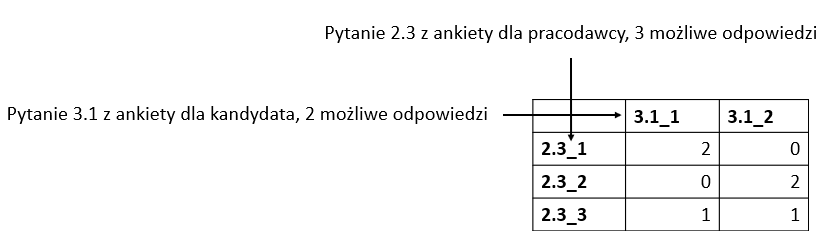 Pytanie 2.3 z ankiety dla pracodawcy, 3 możliwe odpowiedzi
Pytanie 3.1 z ankiety dla kandydata, 2 możliwe odpowiedzi
3.1_1 3.1_2
2.3_1 2 0
2.3_2 0 2
2.3_3 1 1